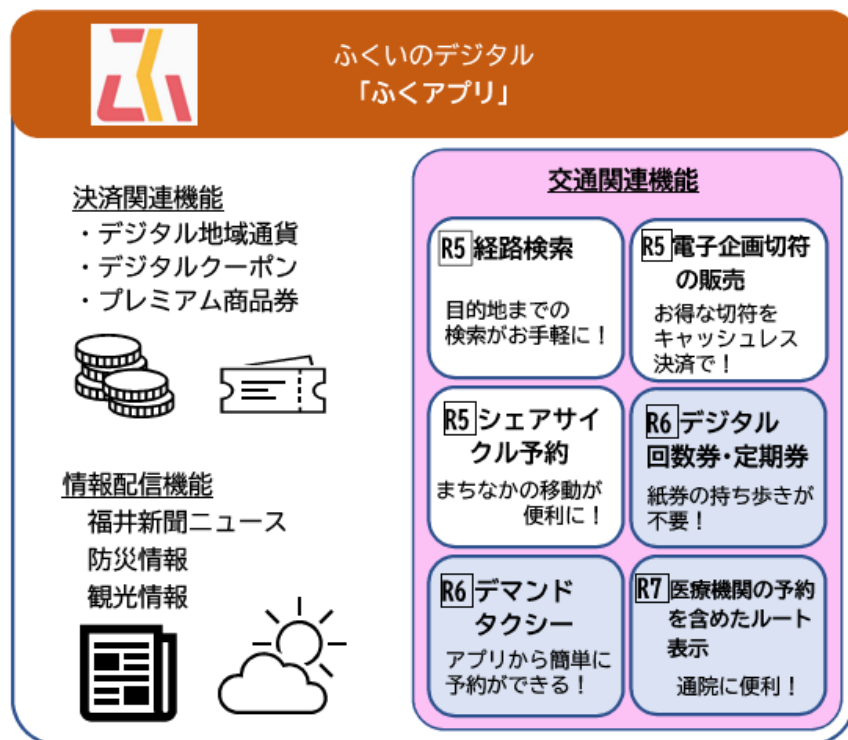 ふくいのデジタル
「ふくアプリ」
決済関連機能
・デジタル地域通貨
・デジタルクーポン
・プレミアム商品券
情報配信機能
福井新聞ニュース
防災情報
観光情報
交通関連機能
R5 経路検索
目的地までの
検索がお手軽に！
R5 電子企画切符
の販売
お得な切符を
キャッシュレス
決済で！
R5 シェアサイ
クル予約
まちなかの移動が
便利に！
R6 デジタル
回数券・定期券
紙券の持ち歩きが
不要！
R6 デマンド
タクシー
アプリから簡単に
予約ができる！
R7 医療機関の予約
を含めたルート
表示
通院に便利！